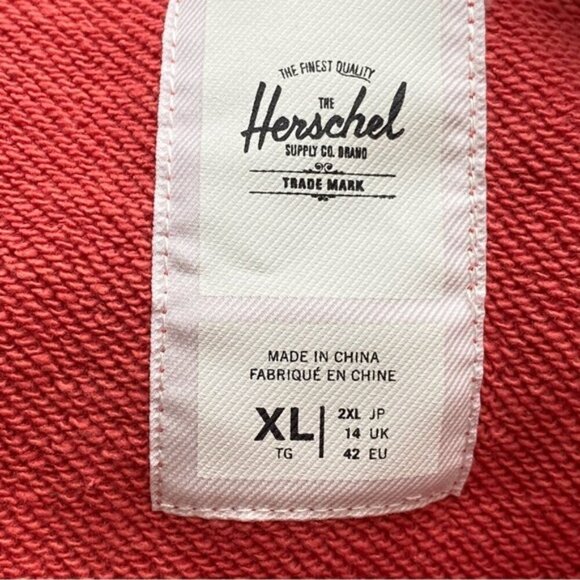 THE FINEST QUALITY
THE
Herschel
SUPPLY CO. BRAND
TRADE MARK
MADE IN CHINA
FABRIQUÉ EN CHINE
XL 2XL JP
14 UK
TG 42 EU